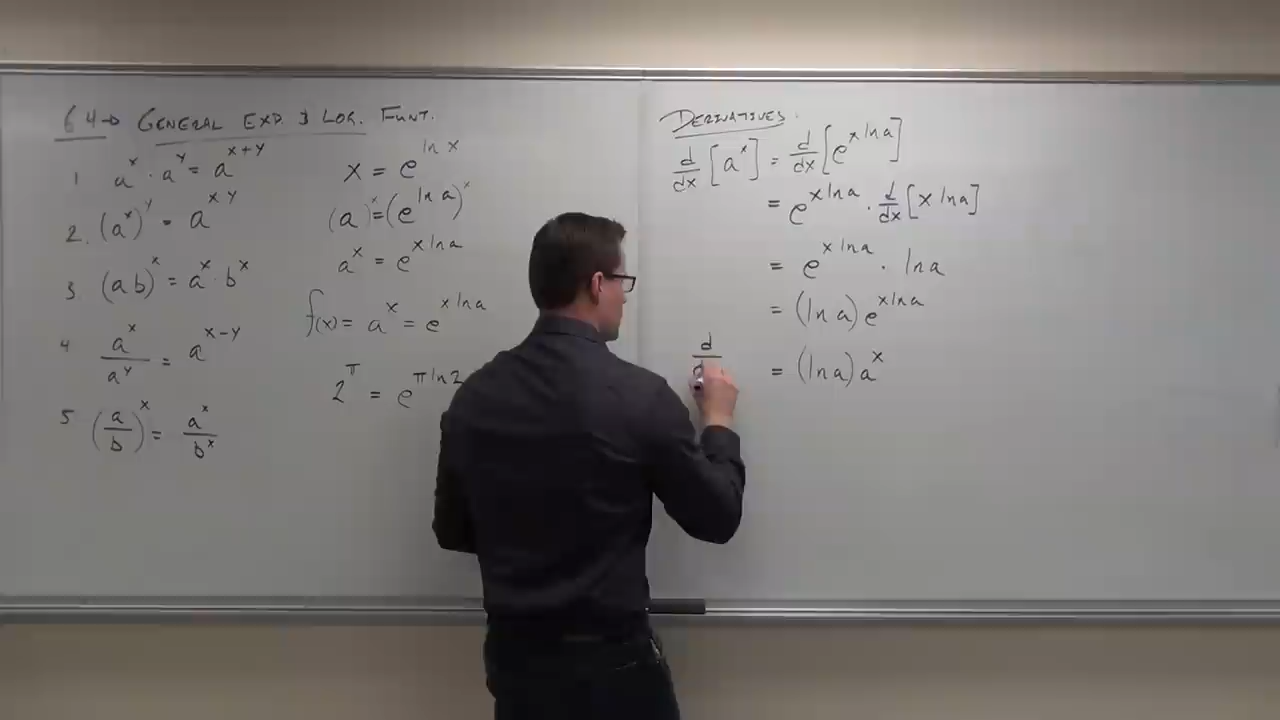 6.4→ GENERAL EXP. & LOG. FUNT.
1 a^x · a^y = a^{x+y}
2. (a^x)^y = a^{xy}
3 (ab)^x = a^x · b^x
4 a^x/a^y = a^{x-y}
5 (a/b)^x = a^x/b^x
x = e^{ln x}
(a)^x = (e^{ln a})^x
a^x = e^{x ln a}
f(x) = a^x = e^{x ln a}
2^π = e^{π ln 2}
DERIVATIVES.
d/dx [a^x] = d/dx [e^{x ln a}]
= e^{x ln a} · d/dx [x ln a]
= e^{x ln a} · ln a
= (ln a) e^{x ln a}
d/d = (ln a) a^x